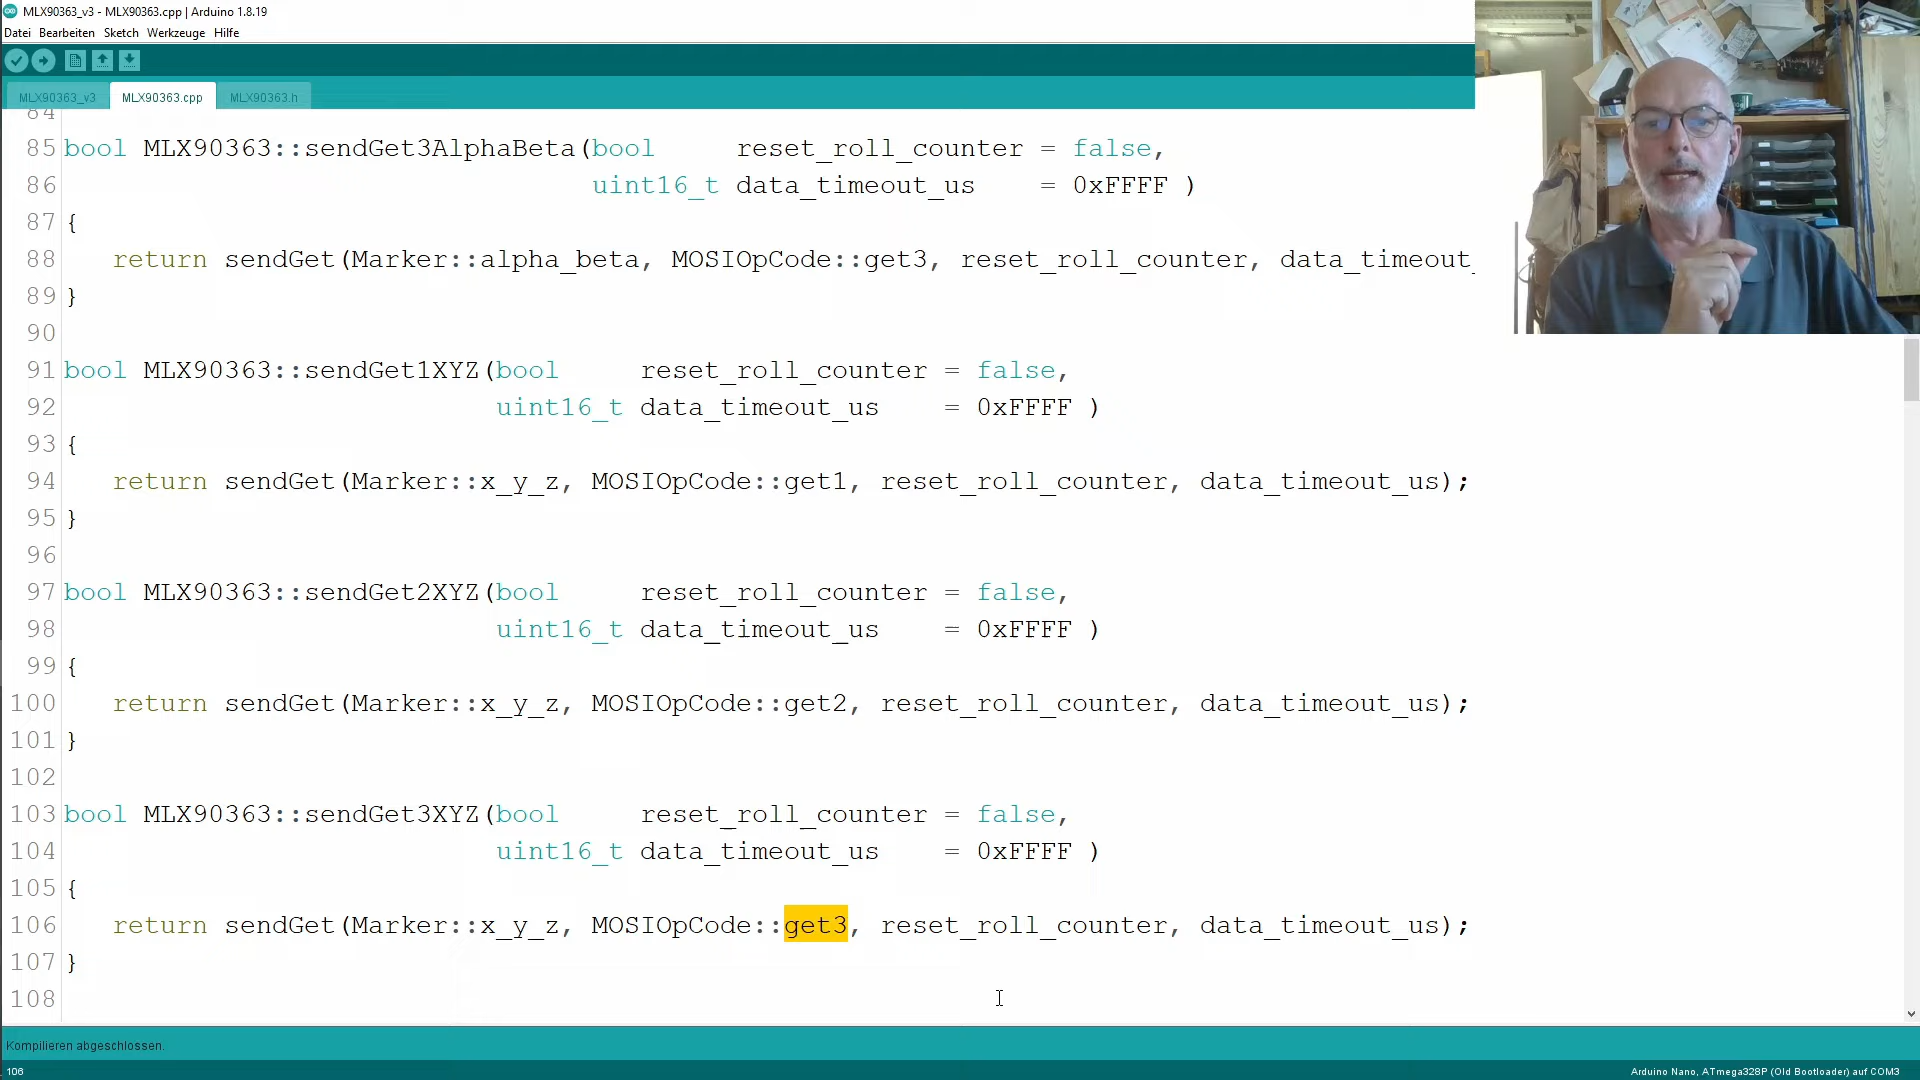 MLX90363_v3 - MLX90363.cpp | Arduino 1.8.19
Datei Bearbeiten Sketch Werkzeuge Hilfe
MLX90363_v3 MLX90363.cpp MLX90363.h
84
85 bool MLX90363::sendGet3AlphaBeta(bool reset_roll_counter = false,
86 uint16_t data_timeout_us = 0xFFFF )
87 {
88 return sendGet(Marker::alpha_beta, MOSIOpCode::get3, reset_roll_counter, data_timeout_
89 }
90
91 bool MLX90363::sendGet1XYZ(bool reset_roll_counter = false,
92 uint16_t data_timeout_us = 0xFFFF )
93 {
94 return sendGet(Marker::x_y_z, MOSIOpCode::get1, reset_roll_counter, data_timeout_us);
95 }
96
97 bool MLX90363::sendGet2XYZ(bool reset_roll_counter = false,
98 uint16_t data_timeout_us = 0xFFFF )
99 {
100 return sendGet(Marker::x_y_z, MOSIOpCode::get2, reset_roll_counter, data_timeout_us);
101 }
102
103 bool MLX90363::sendGet3XYZ(bool reset_roll_counter = false,
104 uint16_t data_timeout_us = 0xFFFF )
105 {
106 return sendGet(Marker::x_y_z, MOSIOpCode::get3, reset_roll_counter, data_timeout_us);
107 }
108
Kompilieren abgeschlossen.
106 Arduino Nano, ATmega328P (Old Bootloader) auf COM3